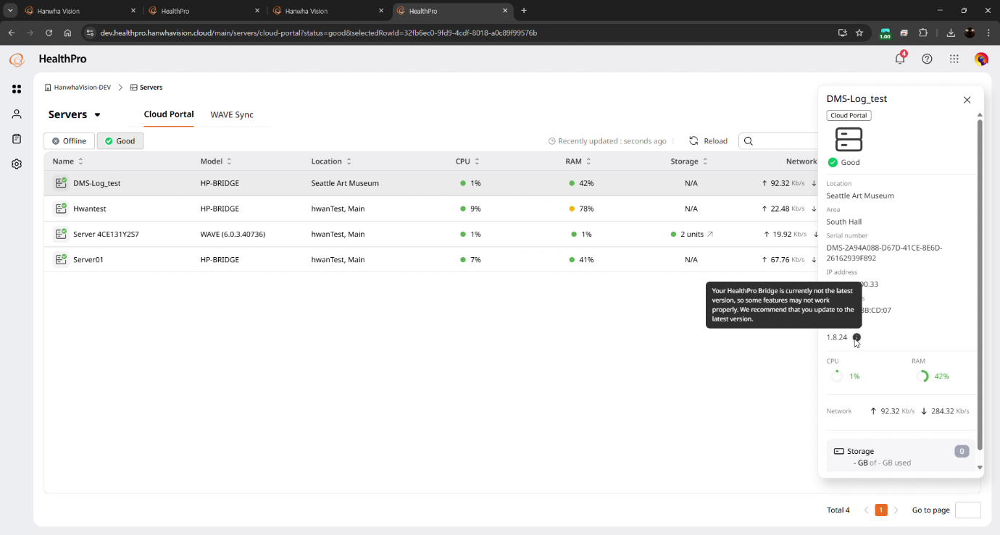 Hanwha Vision
HealthPro
Hanwha Vision
HealthPro
dev.healthpro.hanwhavision.cloud/main/servers/cloud-portal?status=good&selectedRowId=32fb6ec0-9fd9-4cdf-8018-a0c89f99576b
1.00
HealthPro
4
HanwhaVision-DEV
Servers
Servers
Cloud Portal
WAVE Sync
Offline
Good
Recently updated : seconds ago
Reload
Name
Model
Location
CPU
RAM
Storage
Network
DMS-Log_test
HP-BRIDGE
Seattle Art Museum
1%
42%
N/A
↑ 92.32 Kb/s ↓
Hwantest
HP-BRIDGE
hwanTest, Main
9%
78%
N/A
↑ 22.48 Kb/s ↓
Server 4CE131Y2S7
WAVE (6.0.3.40736)
hwanTest, Main
1%
1%
2 units
↑ 19.92 Kb/s ↓
Server01
HP-BRIDGE
hwanTest, Main
7%
41%
N/A
↑ 67.76 Kb/s ↓
DMS-Log_test
Cloud Portal
Good
Location
Seattle Art Museum
Area
South Hall
Serial number
DMS-2A94A088-D67D-41CE-8E6D-
26162939F892
IP address
00.33
Your HealthPro Bridge is currently not the latest
version, so some features may not work
properly. We recommend that you update to the
latest version.
:CD:07
1.8.24
CPU
RAM
1%
42%
Network
↑ 92.32 Kb/s ↓ 284.32 Kb/s
Storage
0
- GB of - GB used
Total 4
1
Go to page